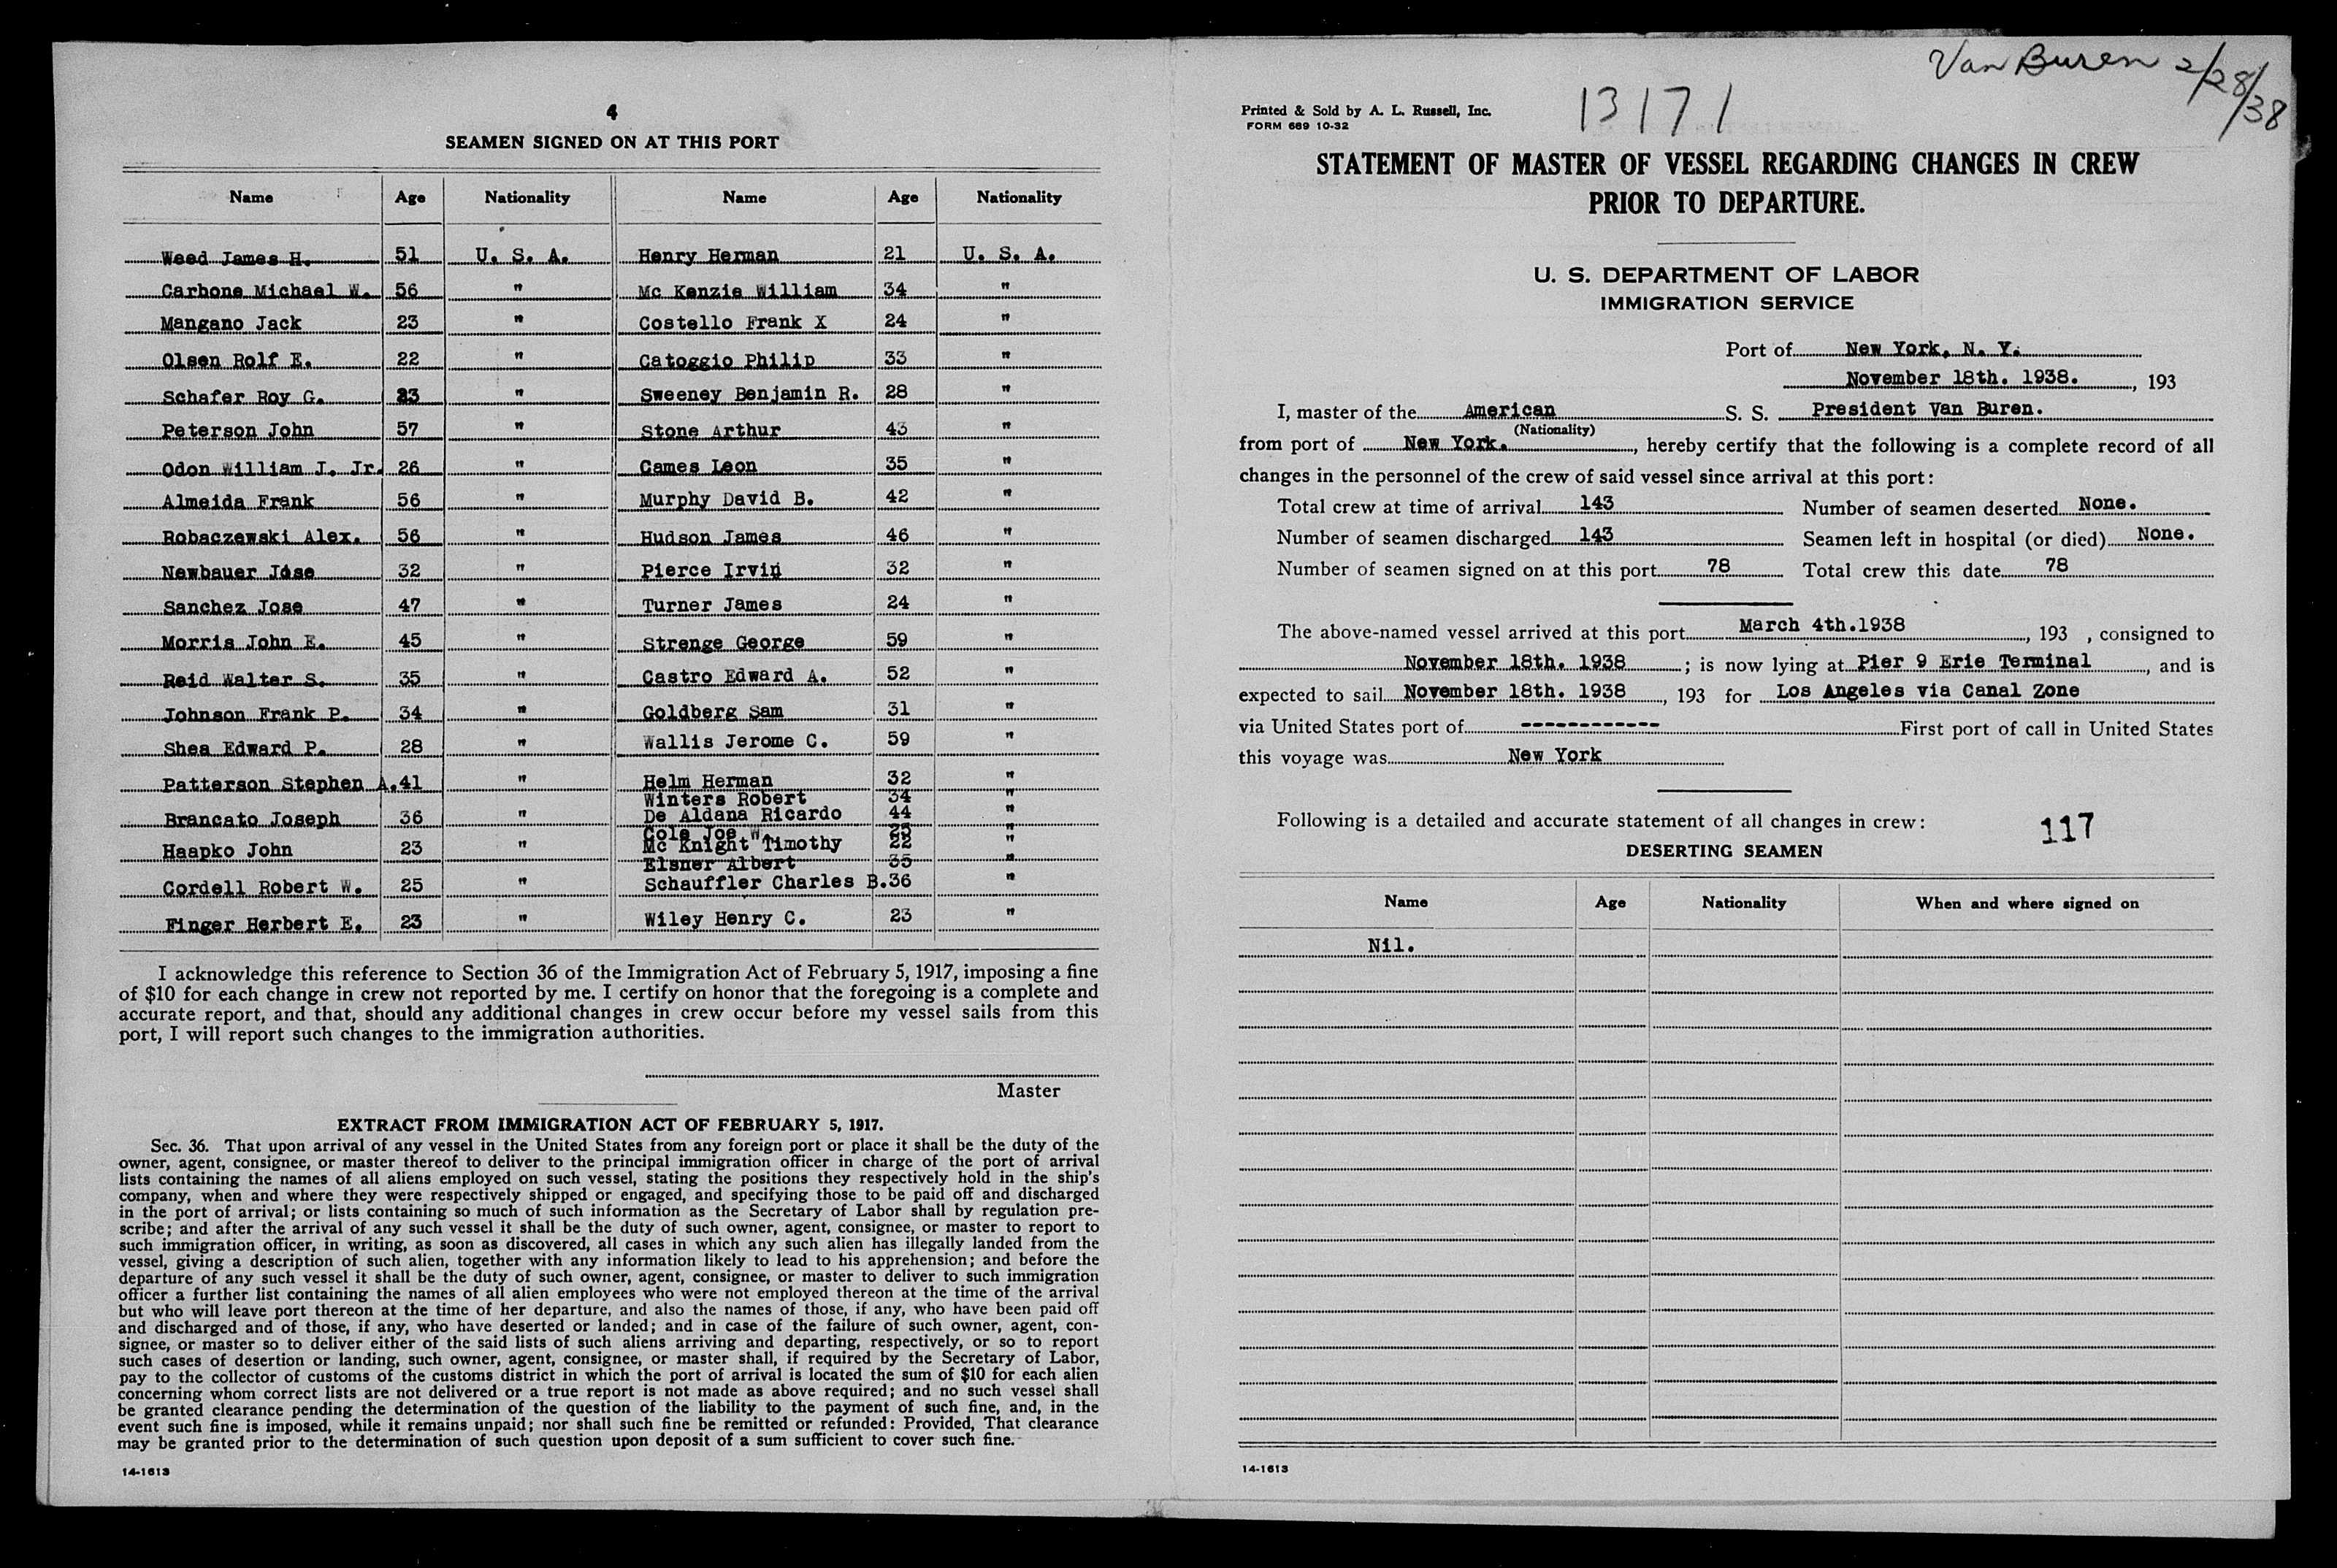 4
SEAMEN SIGNED ON AT THIS PORT
Name Age Nationality Name Age Nationality
Weed James H. 51 U. S. A. Henry Herman 21 U. S. A.
Carbone Michael W. 56 " Mc Kenzie William 34 "
Mangano Jack 23 " Costello Frank X 24 "
Olsen Rolf E. 22 " Catoggio Philip 33 "
Schafer Roy G. 23 " Sweeney Benjamin R. 28 "
Peterson John 57 " Stone Arthur 43 "
Odon William J. Jr. 26 " Cames Leon 35 "
Almeida Frank 56 " Murphy David B. 42 "
Robaczewski Alex. 56 " Hudson James 46 "
Newbauer Jose 32 " Pierce Irvin 32 "
Sanchez Jose 47 " Turner James 24 "
Morris John E. 45 " Strenge George 59 "
Reid Walter S. 35 " Castro Edward A. 52 "
Johnson Frank P. 34 " Goldberg Sam 31 "
Shea Edward P. 28 " Wallis Jerome C. 59 "
Patterson Stephen A. 41 " Helm Herman 32 "
Winters Robert 34 "
Brancato Joseph 36 " De Aldana Ricardo 44 "
Cole Joe W. "
Haapko John 23 " Mc Knight Timothy 22 "
Elsner Albert 35 "
Cordell Robert W. 25 " Schauffler Charles B. 36 "
Finger Herbert E. 23 " Wiley Henry C. 23 "
I acknowledge this reference to Section 36 of the Immigration Act of February 5, 1917, imposing a fine
of $10 for each change in crew not reported by me. I certify on honor that the foregoing is a complete and
accurate report, and that, should any additional changes in crew occur before my vessel sails from this
port, I will report such changes to the immigration authorities.
Master
EXTRACT FROM IMMIGRATION ACT OF FEBRUARY 5, 1917.
Sec. 36. That upon arrival of any vessel in the United States from any foreign port or place it shall be the duty of the
owner, agent, consignee, or master thereof to deliver to the principal immigration officer in charge of the port of arrival
lists containing the names of all aliens employed on such vessel, stating the positions they respectively hold in the ship's
company, when and where they were respectively shipped or engaged, and specifying those to be paid off and discharged
in the port of arrival; or lists containing so much of such information as the Secretary of Labor shall by regulation pre-
scribe; and after the arrival of any such vessel it shall be the duty of such owner, agent, consignee, or master to report to
such immigration officer, in writing, as soon as discovered, all cases in which any such alien has illegally landed from the
vessel, giving a description of such alien, together with any information likely to lead to his apprehension; and before the
departure of any such vessel it shall be the duty of such owner, agent, consignee, or master to deliver to such immigration
officer a further list containing the names of all alien employees who were not employed thereon at the time of the arrival
but who will leave port thereon at the time of her departure, and also the names of those, if any, who have been paid off
and discharged and of those, if any, who have deserted or landed; and in case of the failure of such owner, agent, con-
signee, or master so to deliver either of the said lists of such aliens arriving and departing, respectively, or so to report
such cases of desertion or landing, such owner, agent, consignee, or master shall, if required by the Secretary of Labor,
pay to the collector of customs of the customs district in which the port of arrival is located the sum of $10 for each alien
concerning whom correct lists are not delivered or a true report is not made as above required; and no such vessel shall
be granted clearance pending the determination of the question of the liability to the payment of such fine, and, in the
event such fine is imposed, while it remains unpaid; nor shall such fine be remitted or refunded: Provided, That clearance
may be granted prior to the determination of such question upon deposit of a sum sufficient to cover such fine.
14-1613
Van Buren 2/28/38
13171
Printed & Sold by A. L. Russell, Inc.
FORM 689 10-32
STATEMENT OF MASTER OF VESSEL REGARDING CHANGES IN CREW
PRIOR TO DEPARTURE.
U. S. DEPARTMENT OF LABOR
IMMIGRATION SERVICE
Port of New York, N. Y.
November 18th. 1938. , 193
I, master of the American S. S. President Van Buren.
(Nationality)
from port of New York. , hereby certify that the following is a complete record of all
changes in the personnel of the crew of said vessel since arrival at this port:
Total crew at time of arrival 143 Number of seamen deserted None.
Number of seamen discharged 143 Seamen left in hospital (or died) None.
Number of seamen signed on at this port 78 Total crew this date 78
The above-named vessel arrived at this port March 4th.1938 , 193 , consigned to
November 18th. 1938 ; is now lying at Pier 9 Erie Terminal , and is
expected to sail November 18th. 1938 , 193 for Los Angeles via Canal Zone
via United States port of ------------ First port of call in United States
this voyage was New York
Following is a detailed and accurate statement of all changes in crew:
117
DESERTING SEAMEN
Name Age Nationality When and where signed on
Nil.
14-1613